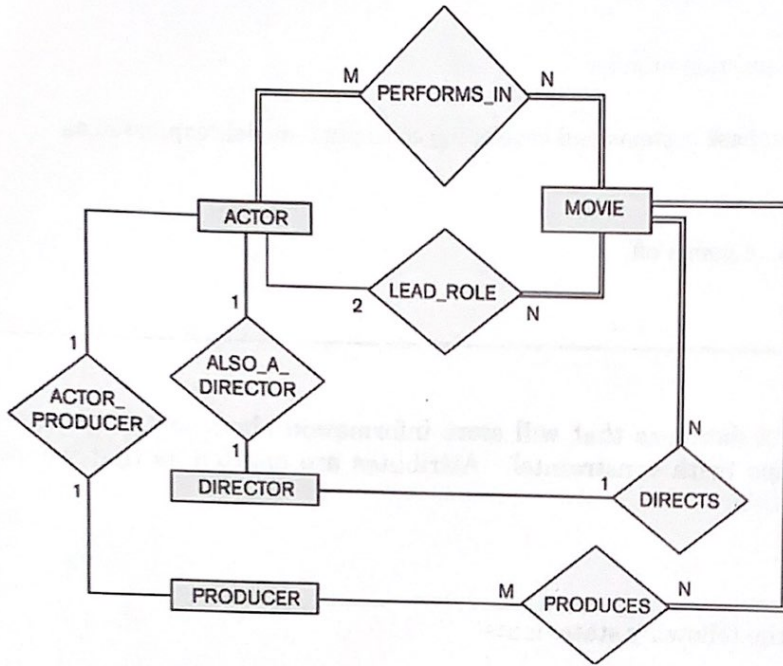 M
N
PERFORMS_IN
ACTOR
MOVIE
LEAD_ROLE
2
N
1
1
ALSO_A_
DIRECTOR
ACTOR_
PRODUCER
1
1
N
DIRECTOR
1
DIRECTS
PRODUCER
M
N
PRODUCES